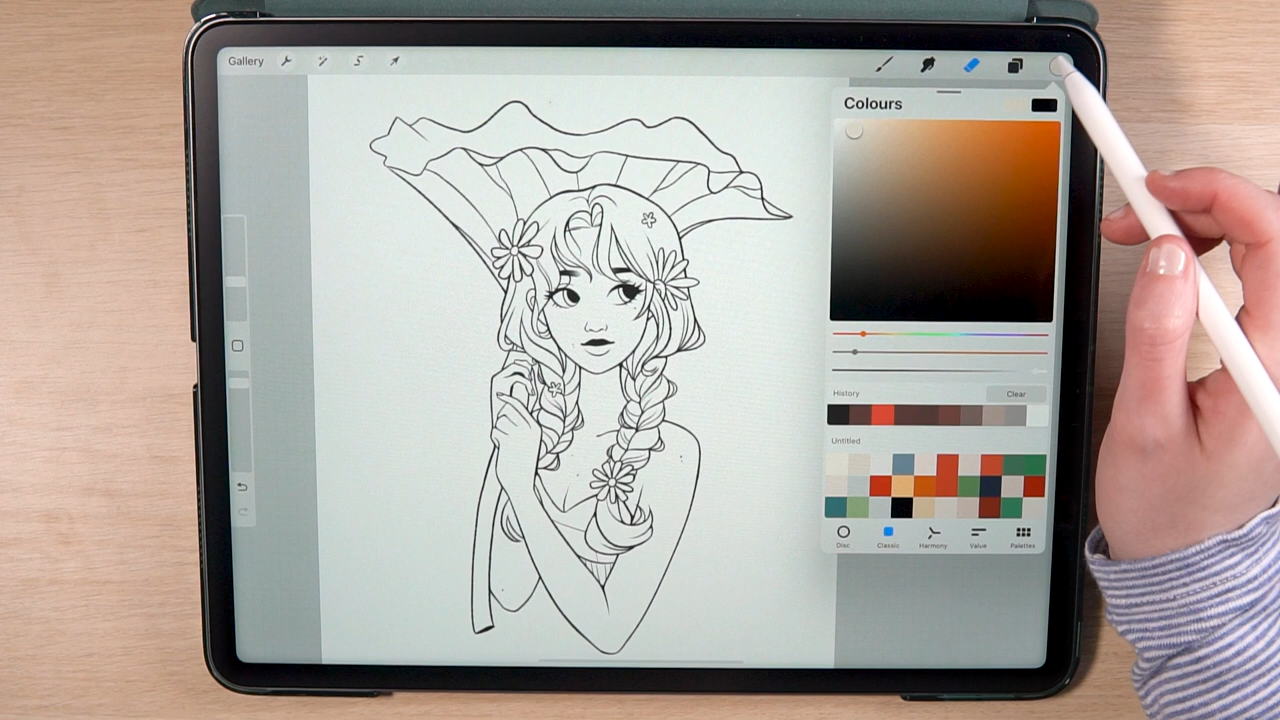 Gallery
Colours
History
Clear
Untitled
Disc
Classic
Harmony
Value
Palettes